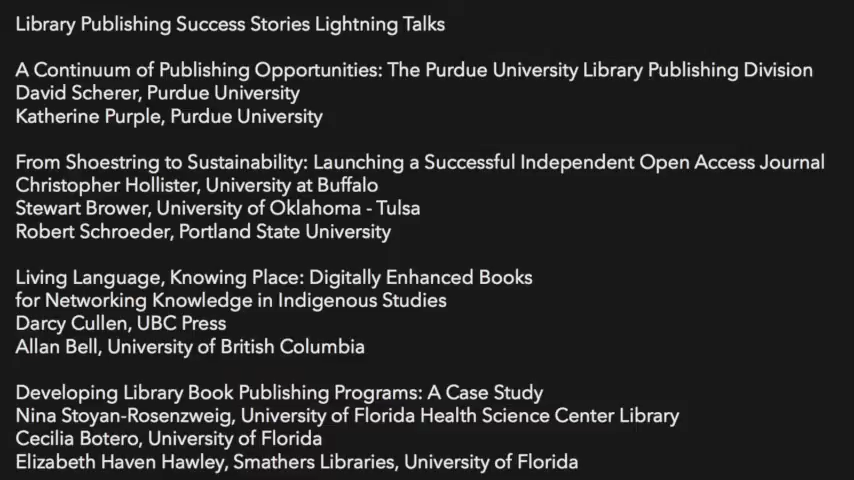 Library Publishing Success Stories Lightning Talks
A Continuum of Publishing Opportunities: The Purdue University Library Publishing Division
David Scherer, Purdue University
Katherine Purple, Purdue University
From Shoestring to Sustainability: Launching a Successful Independent Open Access Journal
Christopher Hollister, University at Buffalo
Stewart Brower, University of Oklahoma - Tulsa
Robert Schroeder, Portland State University
Living Language, Knowing Place: Digitally Enhanced Books
for Networking Knowledge in Indigenous Studies
Darcy Cullen, UBC Press
Allan Bell, University of British Columbia
Developing Library Book Publishing Programs: A Case Study
Nina Stoyan-Rosenzweig, University of Florida Health Science Center Library
Cecilia Botero, University of Florida
Elizabeth Haven Hawley, Smathers Libraries, University of Florida